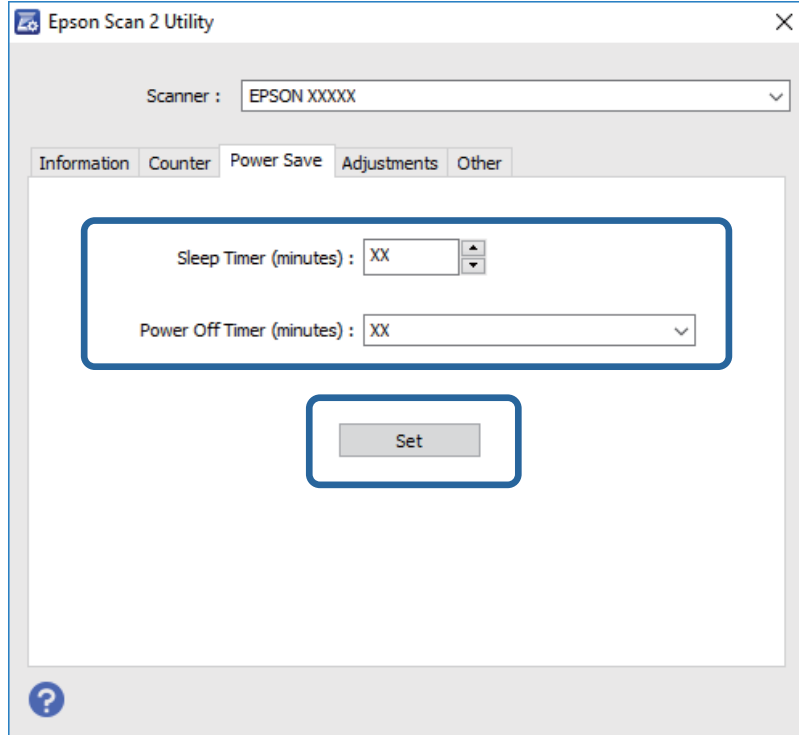 Epson Scan 2 Utility
Scanner : EPSON XXXXX
Information Counter Power Save Adjustments Other
Sleep Timer (minutes) : XX
Power Off Timer (minutes) : XX
Set
?